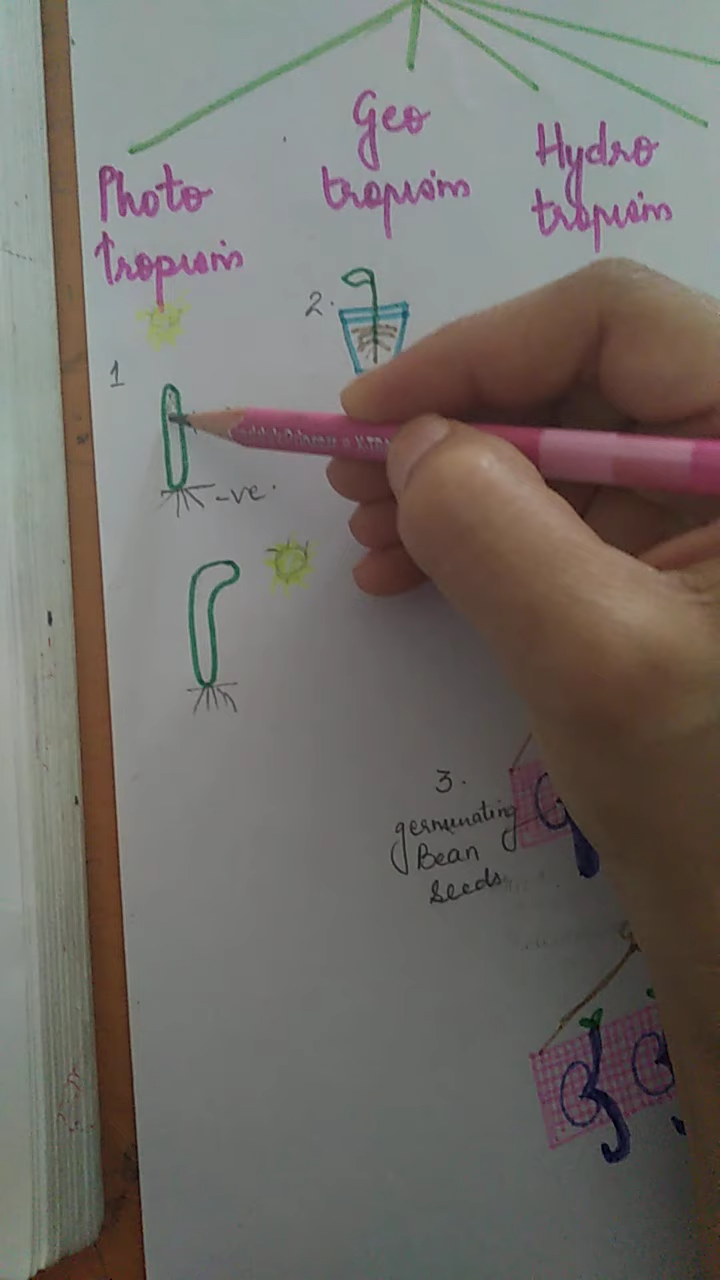 Photo
Tropism
Geo
tropism
Hydro
tropism
1
2.
-ve.
3.
germinating
Bean
Seeds